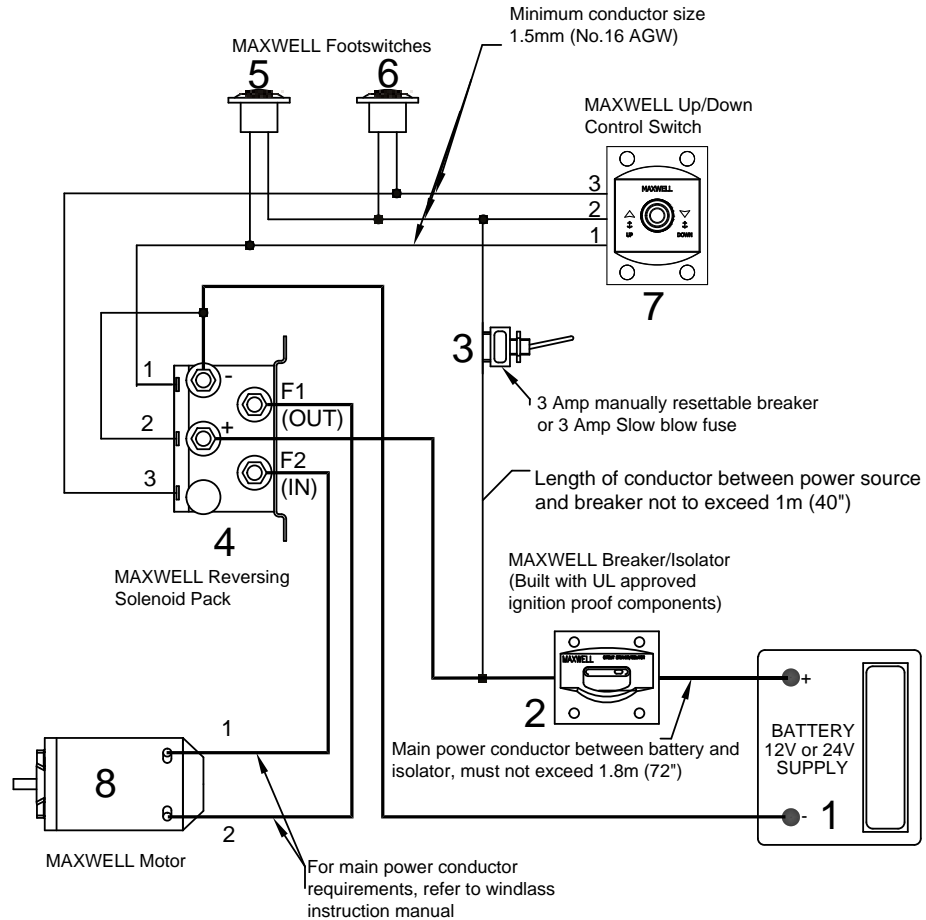 Minimum conductor size
1.5mm (No.16 AGW)
MAXWELL Footswitches
5
6
MAXWELL Up/Down
Control Switch
3
2
1
MAXWELL
UP
DOWN
7
3
3 Amp manually resettable breaker
or 3 Amp Slow blow fuse
1
2
3
-
+
F1
(OUT)
F2
(IN)
4
MAXWELL Reversing
Solenoid Pack
Length of conductor between power source
and breaker not to exceed 1m (40")
MAXWELL Breaker/Isolator
(Built with UL approved
ignition proof components)
MAXWELL
2
Main power conductor between battery and
isolator, must not exceed 1.8m (72")
+
BATTERY
12V or 24V
SUPPLY
-
1
1
8
2
MAXWELL Motor
For main power conductor
requirements, refer to windlass
instruction manual